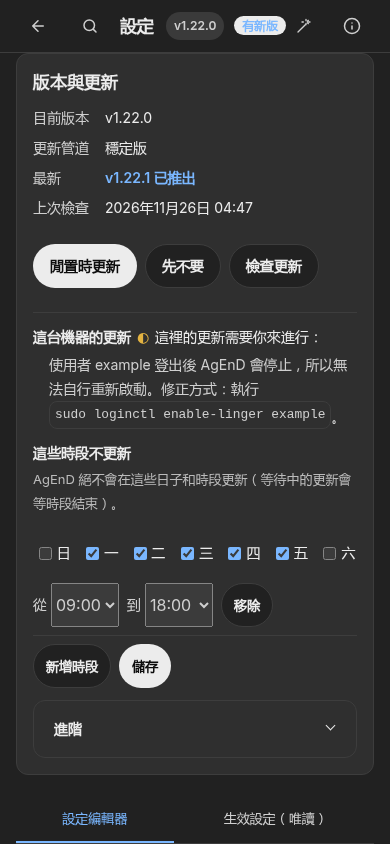 設定 v1.22.0 有新版
版本與更新
目前版本 v1.22.0
更新管道 穩定版
最新 v1.22.1 已推出
上次檢查 2026年11月26日 04:47
閒置時更新 先不要 檢查更新
這台機器的更新 這裡的更新需要你來進行：
使用者 example 登出後 AgEnD 會停止，所以無
法自行重新啟動。修正方式：執行
sudo loginctl enable-linger example。
這些時段不更新
AgEnD 絕不會在這些日子和時段更新（等待中的更新會
等時段結束）。
日 一 二 三 四 五 六
從 09:00 到 18:00 移除
新增時段 儲存
進階
設定編輯器 生效設定（唯讀）